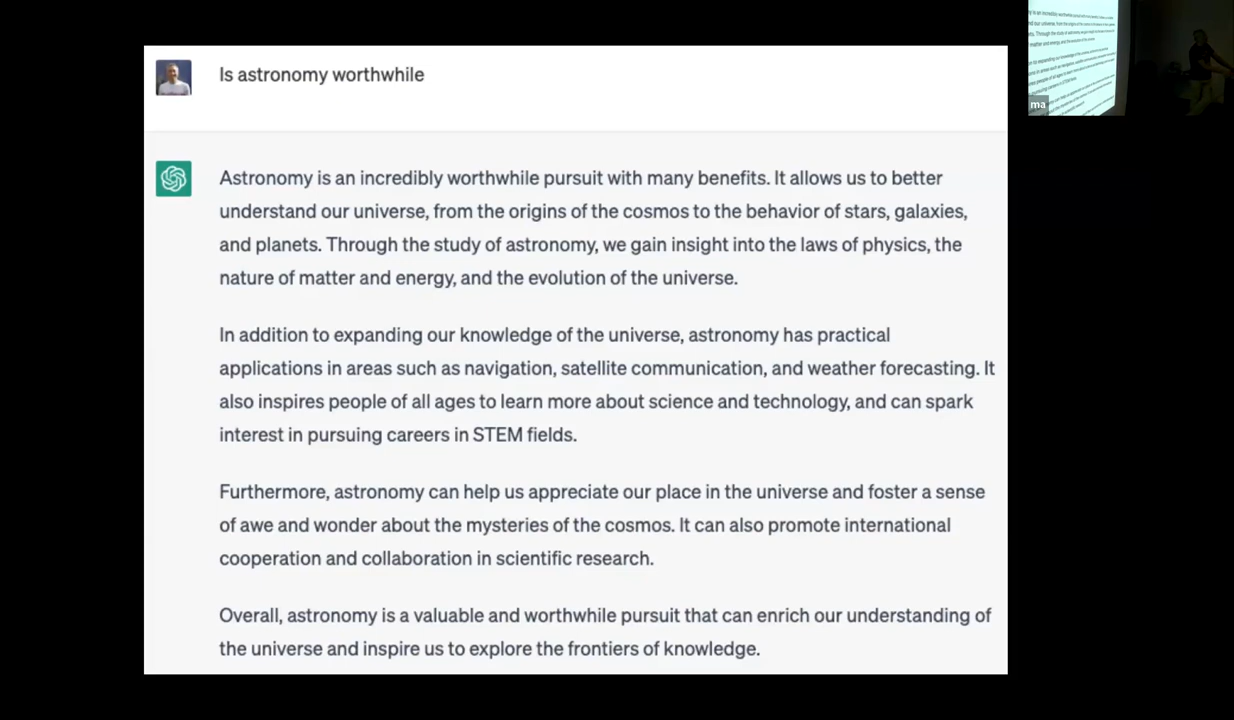 Is astronomy worthwhile
Astronomy is an incredibly worthwhile pursuit with many benefits. It allows us to better
understand our universe, from the origins of the cosmos to the behavior of stars, galaxies,
and planets. Through the study of astronomy, we gain insight into the laws of physics, the
nature of matter and energy, and the evolution of the universe.
In addition to expanding our knowledge of the universe, astronomy has practical
applications in areas such as navigation, satellite communication, and weather forecasting. It
also inspires people of all ages to learn more about science and technology, and can spark
interest in pursuing careers in STEM fields.
Furthermore, astronomy can help us appreciate our place in the universe and foster a sense
of awe and wonder about the mysteries of the cosmos. It can also promote international
cooperation and collaboration in scientific research.
Overall, astronomy is a valuable and worthwhile pursuit that can enrich our understanding of
the universe and inspire us to explore the frontiers of knowledge.
ma